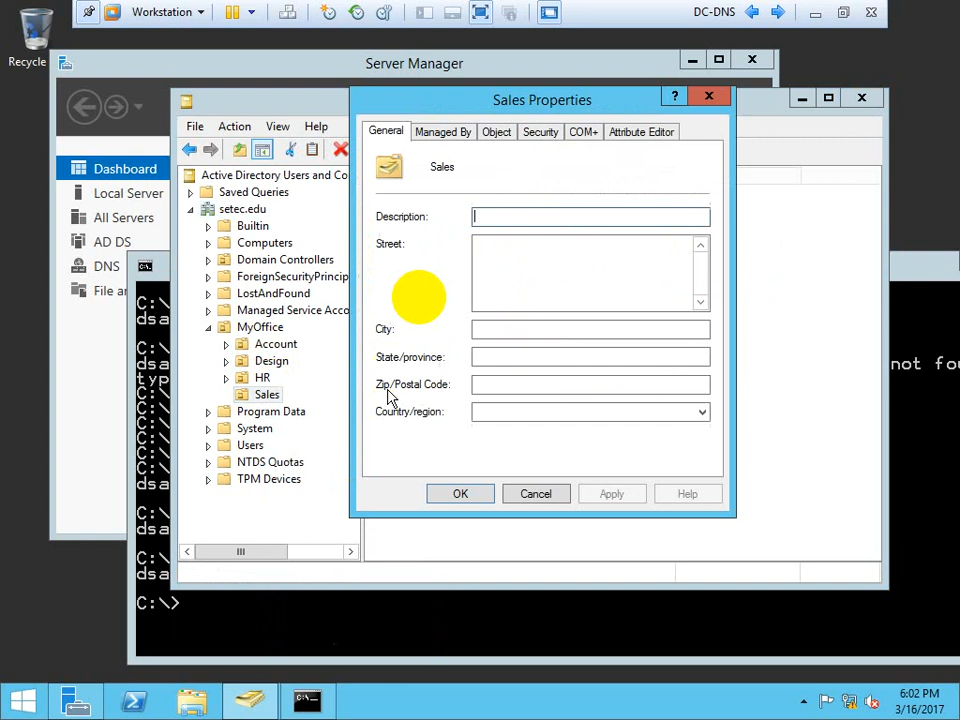 Workstation
DC-DNS
Recycle
Server Manager
Sales Properties
File Action View Help
General Managed By Object Security COM+ Attribute Editor
Dashboard
Local Server
All Servers
AD DS
DNS
Active Directory Users and Co
Saved Queries
setec.edu
Builtin
Computers
Domain Controllers
ForeignSecurityPrincip
LostAndFound
Managed Service Acco
MyOffice
Account
Design
HR
Sales
Program Data
System
Users
NTDS Quotas
TPM Devices
Sales
Description:
Street:
City:
State/province:
Zip/Postal Code:
Country/region:
OK Cancel Apply Help
C:\
dsa
C:\
not fou
typ
C:\
C:\
C:\
C:\
C:\
dsa
C:\
dsa
C:\
dsa
C:\>
6:02 PM
3/16/2017